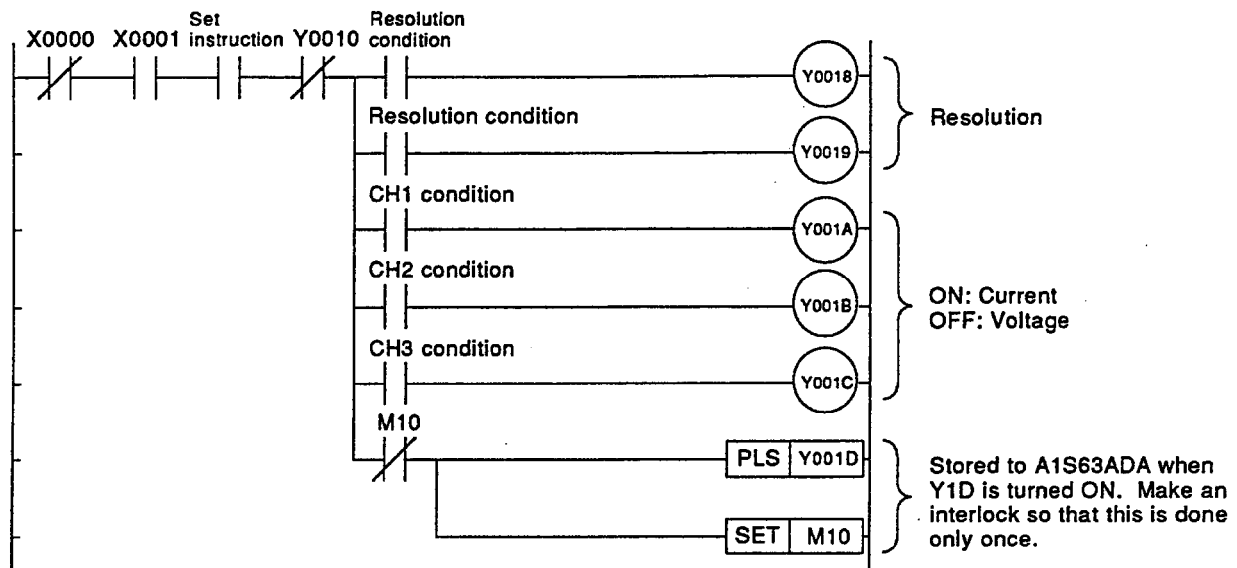 X0000 X0001 Set instruction Y0010 Resolution condition
Y0018
Resolution
Resolution condition
Y0019
CH1 condition
Y001A
CH2 condition
Y001B
ON: Current
OFF: Voltage
CH3 condition
Y001C
M10
PLS Y001D
Stored to A1S63ADA when
Y1D is turned ON. Make an
interlock so that this is done
only once.
SET M10